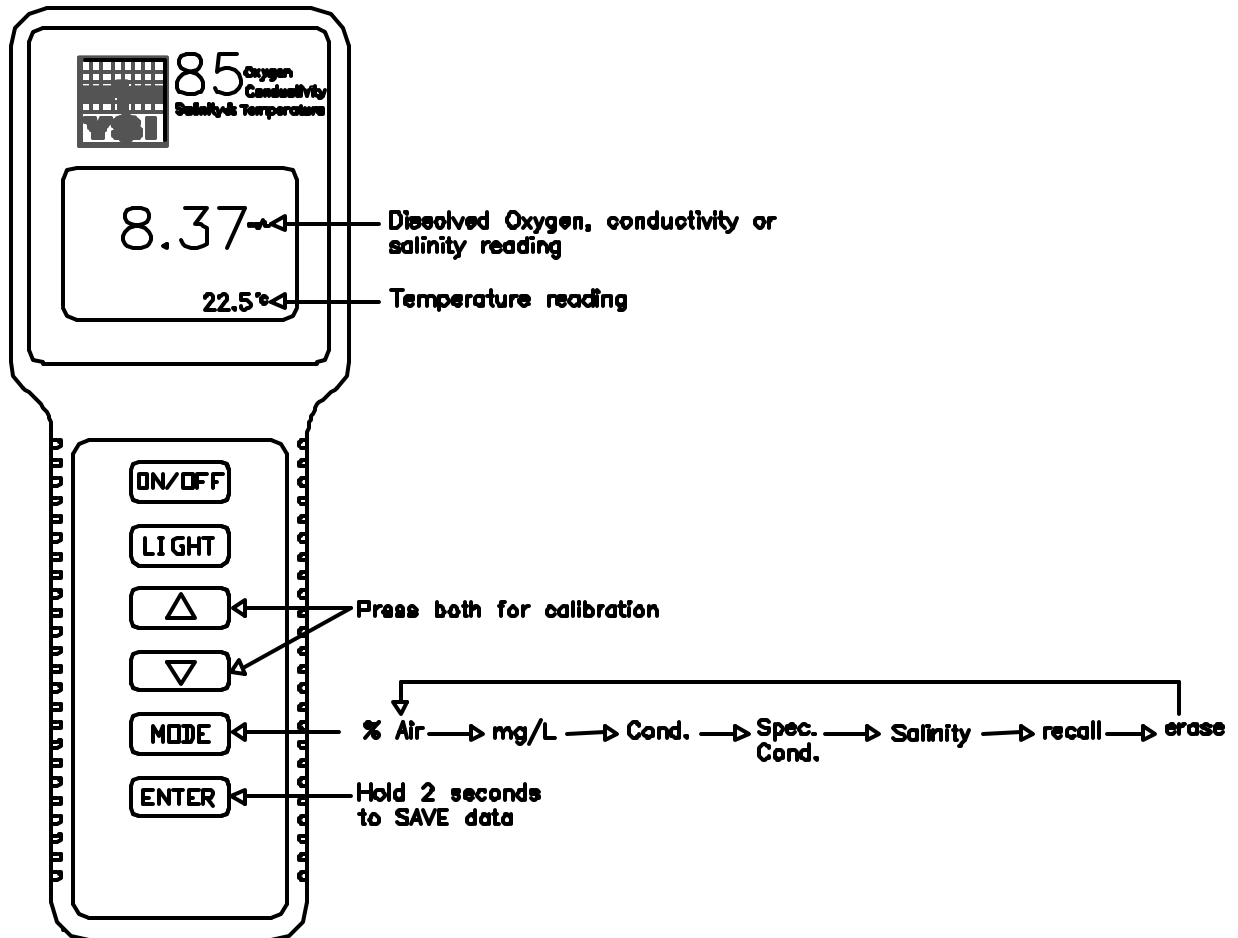 85 Oxygen
Conductivity
Salinity & Temperature
YSI
8.37
Dissolved Oxygen, conductivity or
salinity reading
22.5°C
Temperature reading
ON/OFF
LIGHT
Press both for calibration
MODE
% Air mg/L Cond. Spec. Cond. Salinity recall erase
ENTER
Hold 2 seconds
to SAVE data